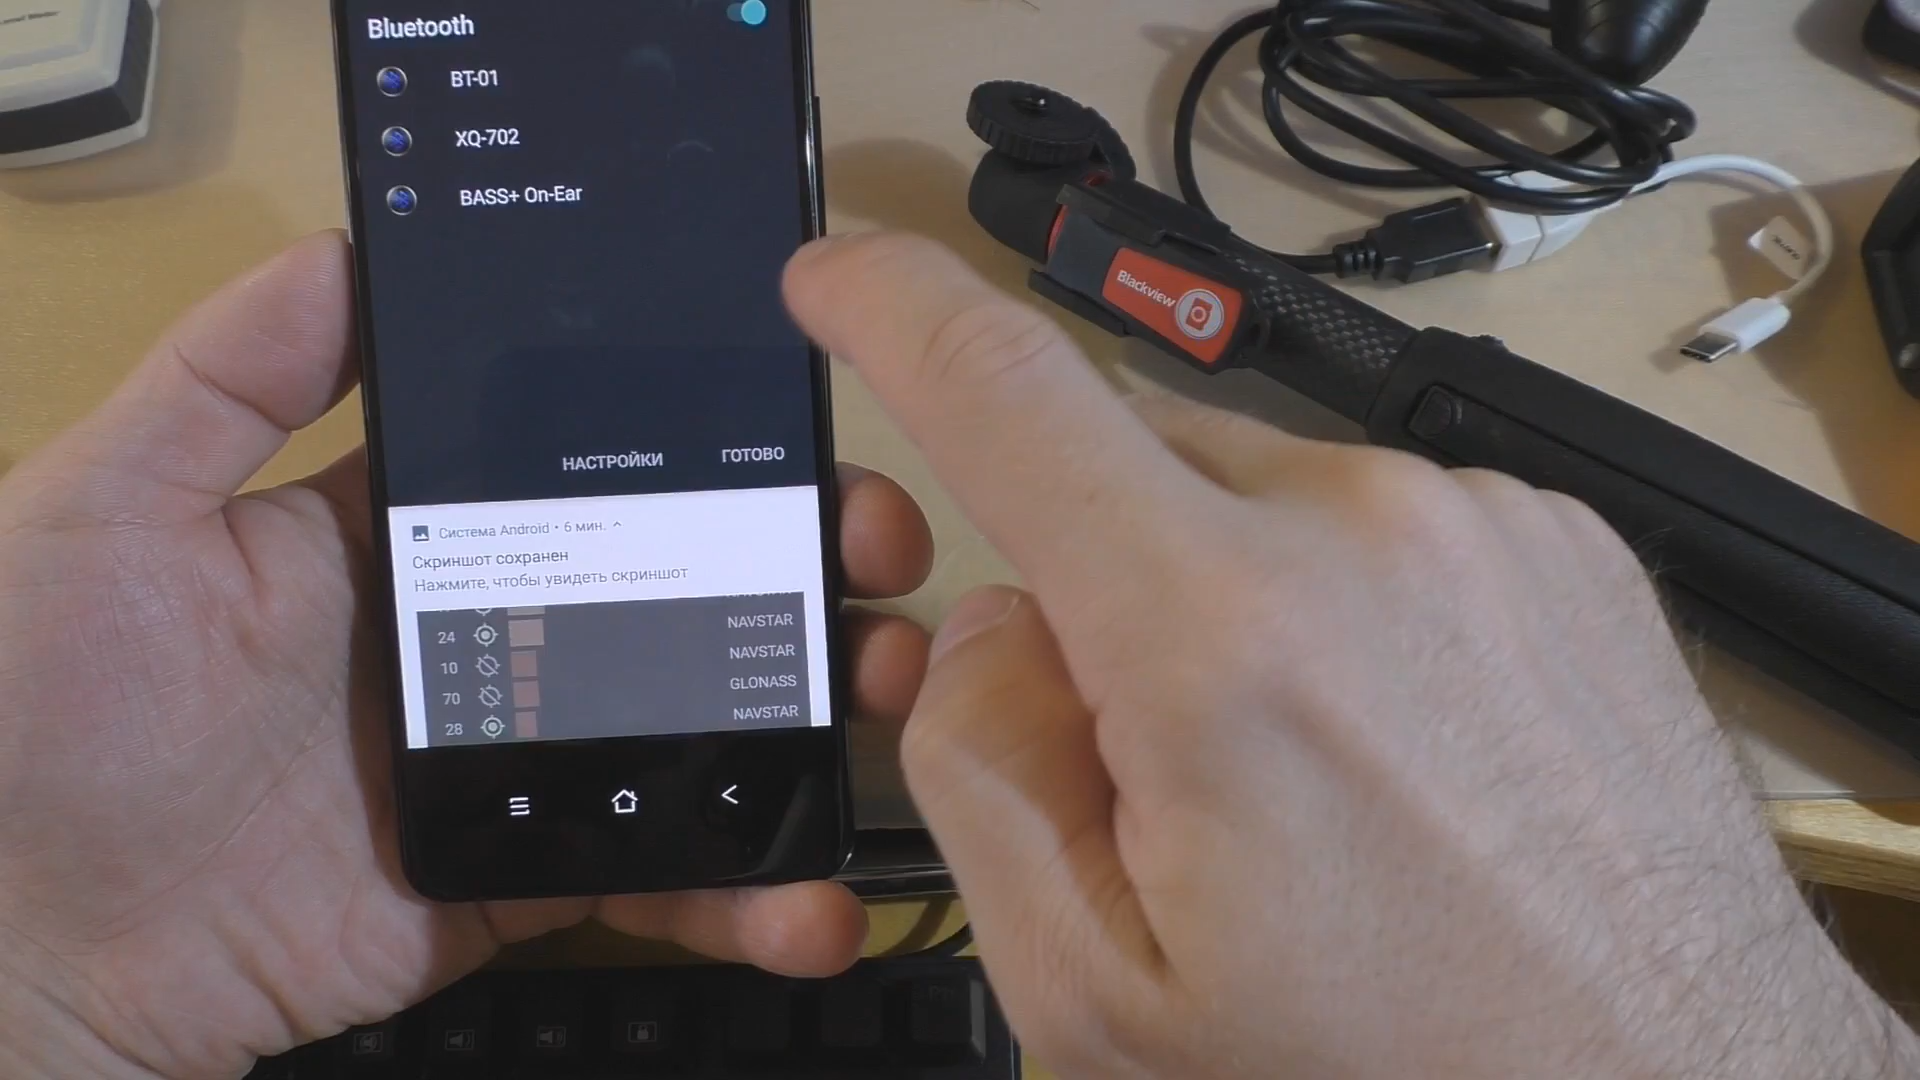 Bluetooth
BT-01
XQ-702
BASS+ On-Ear
НАСТРОЙКИ ГОТОВО
Система Android • 6 мин.
Скриншот сохранен
Нажмите, чтобы увидеть скриншот
24 NAVSTAR
10 NAVSTAR
70 GLONASS
28 NAVSTAR
Blackview